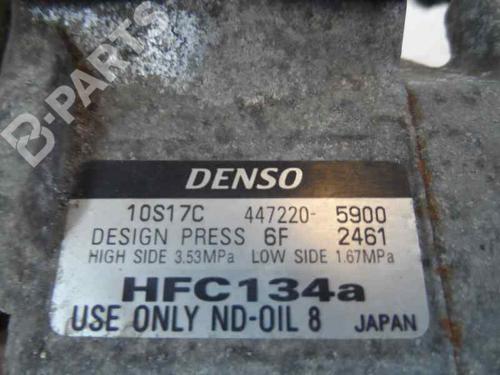 DENSO
10S17C 447220- 5900
DESIGN PRESS 6F 2461
HIGH SIDE 3.53MPa LOW SIDE 1.67MPa
HFC134a
USE ONLY ND-OIL 8 JAPAN
B-PARTS